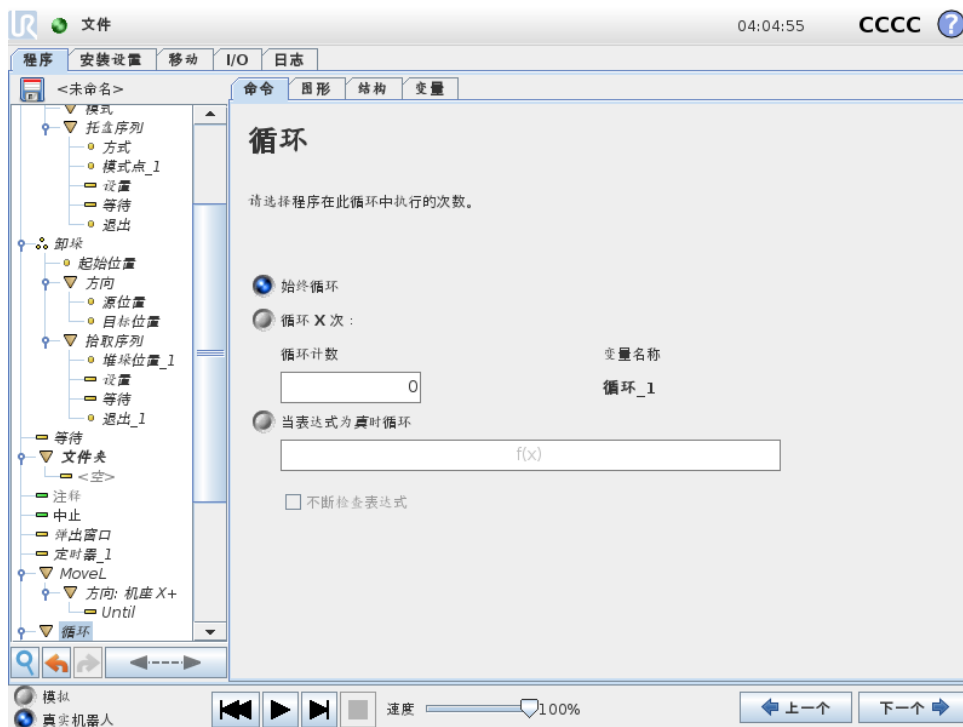 UR 文件 04:04:55 CCCC ?
程序 安装设置 移动 I/O 日志
<未命名> 命令 图形 结构 变量
模式
托盘序列
方式
模式点_1
设置
等待
退出
卸垛
起始位置
方向
源位置
目标位置
拾取序列
堆垛位置_1
设置
等待
退出_1
等待
文件夹
<空>
注释
中止
弹出窗口
定时器_1
MoveL
方向: 机座 X+
Until
循环
循环
请选择程序在此循环中执行的次数。
始终循环
循环 X 次：
循环计数 变量名称
0 循环_1
当表达式为真时循环
f(x)
不断检查表达式
模拟
真实机器人
速度 100%
上一个 下一个